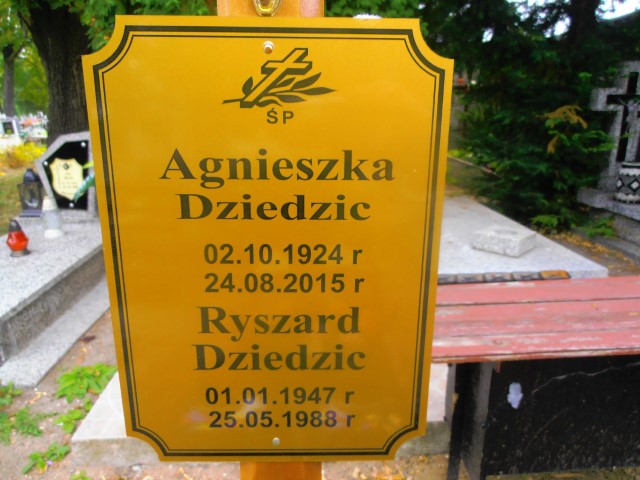 ŚP
Agnieszka
Dziedzic
02.10.1924 r
24.08.2015 r
Ryszard
Dziedzic
01.01.1947 r
25.05.1988 r